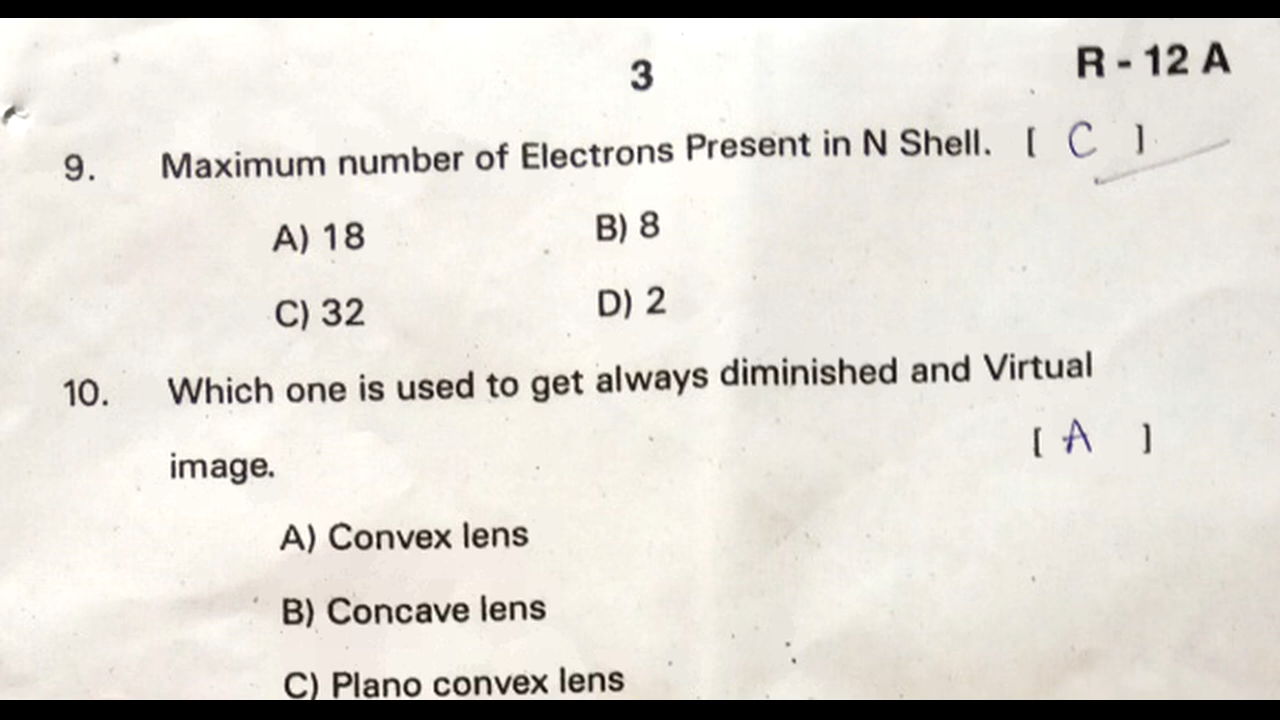 3
R - 12 A
9. Maximum number of Electrons Present in N Shell. [ C ]
A) 18 B) 8
C) 32 D) 2
10. Which one is used to get always diminished and Virtual
image. [ A ]
A) Convex lens
B) Concave lens
C) Plano convex lens